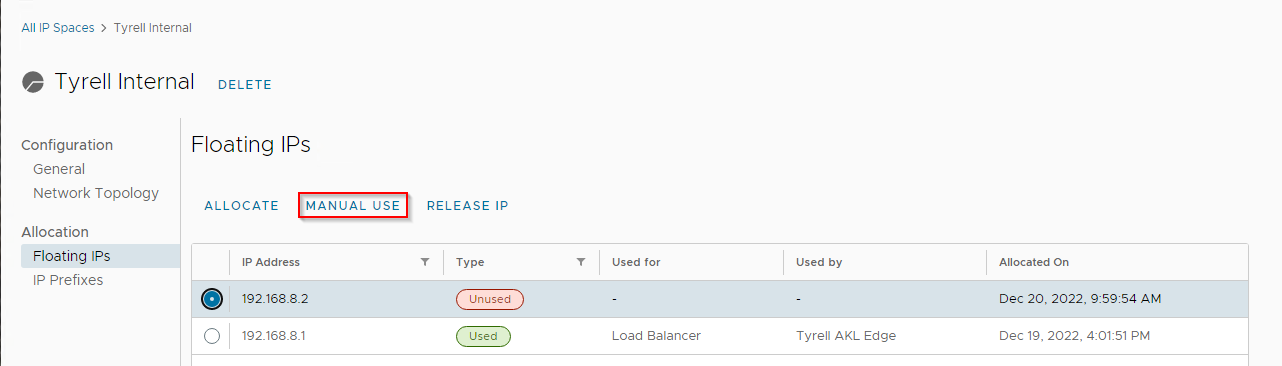 All IP Spaces > Tyrell Internal
Tyrell Internal DELETE
Configuration
General
Network Topology
Allocation
Floating IPs
IP Prefixes
Floating IPs
ALLOCATE MANUAL USE RELEASE IP
IP Address Type Used for Used by Allocated On
192.168.8.2 Unused - - Dec 20, 2022, 9:59:54 AM
192.168.8.1 Used Load Balancer Tyrell AKL Edge Dec 19, 2022, 4:01:51 PM